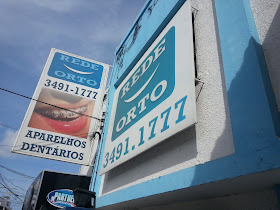 REDE
ORTO
3491-1777
APARELHOS
DENTÁRIOS
REDE
ORTO
3491.1777